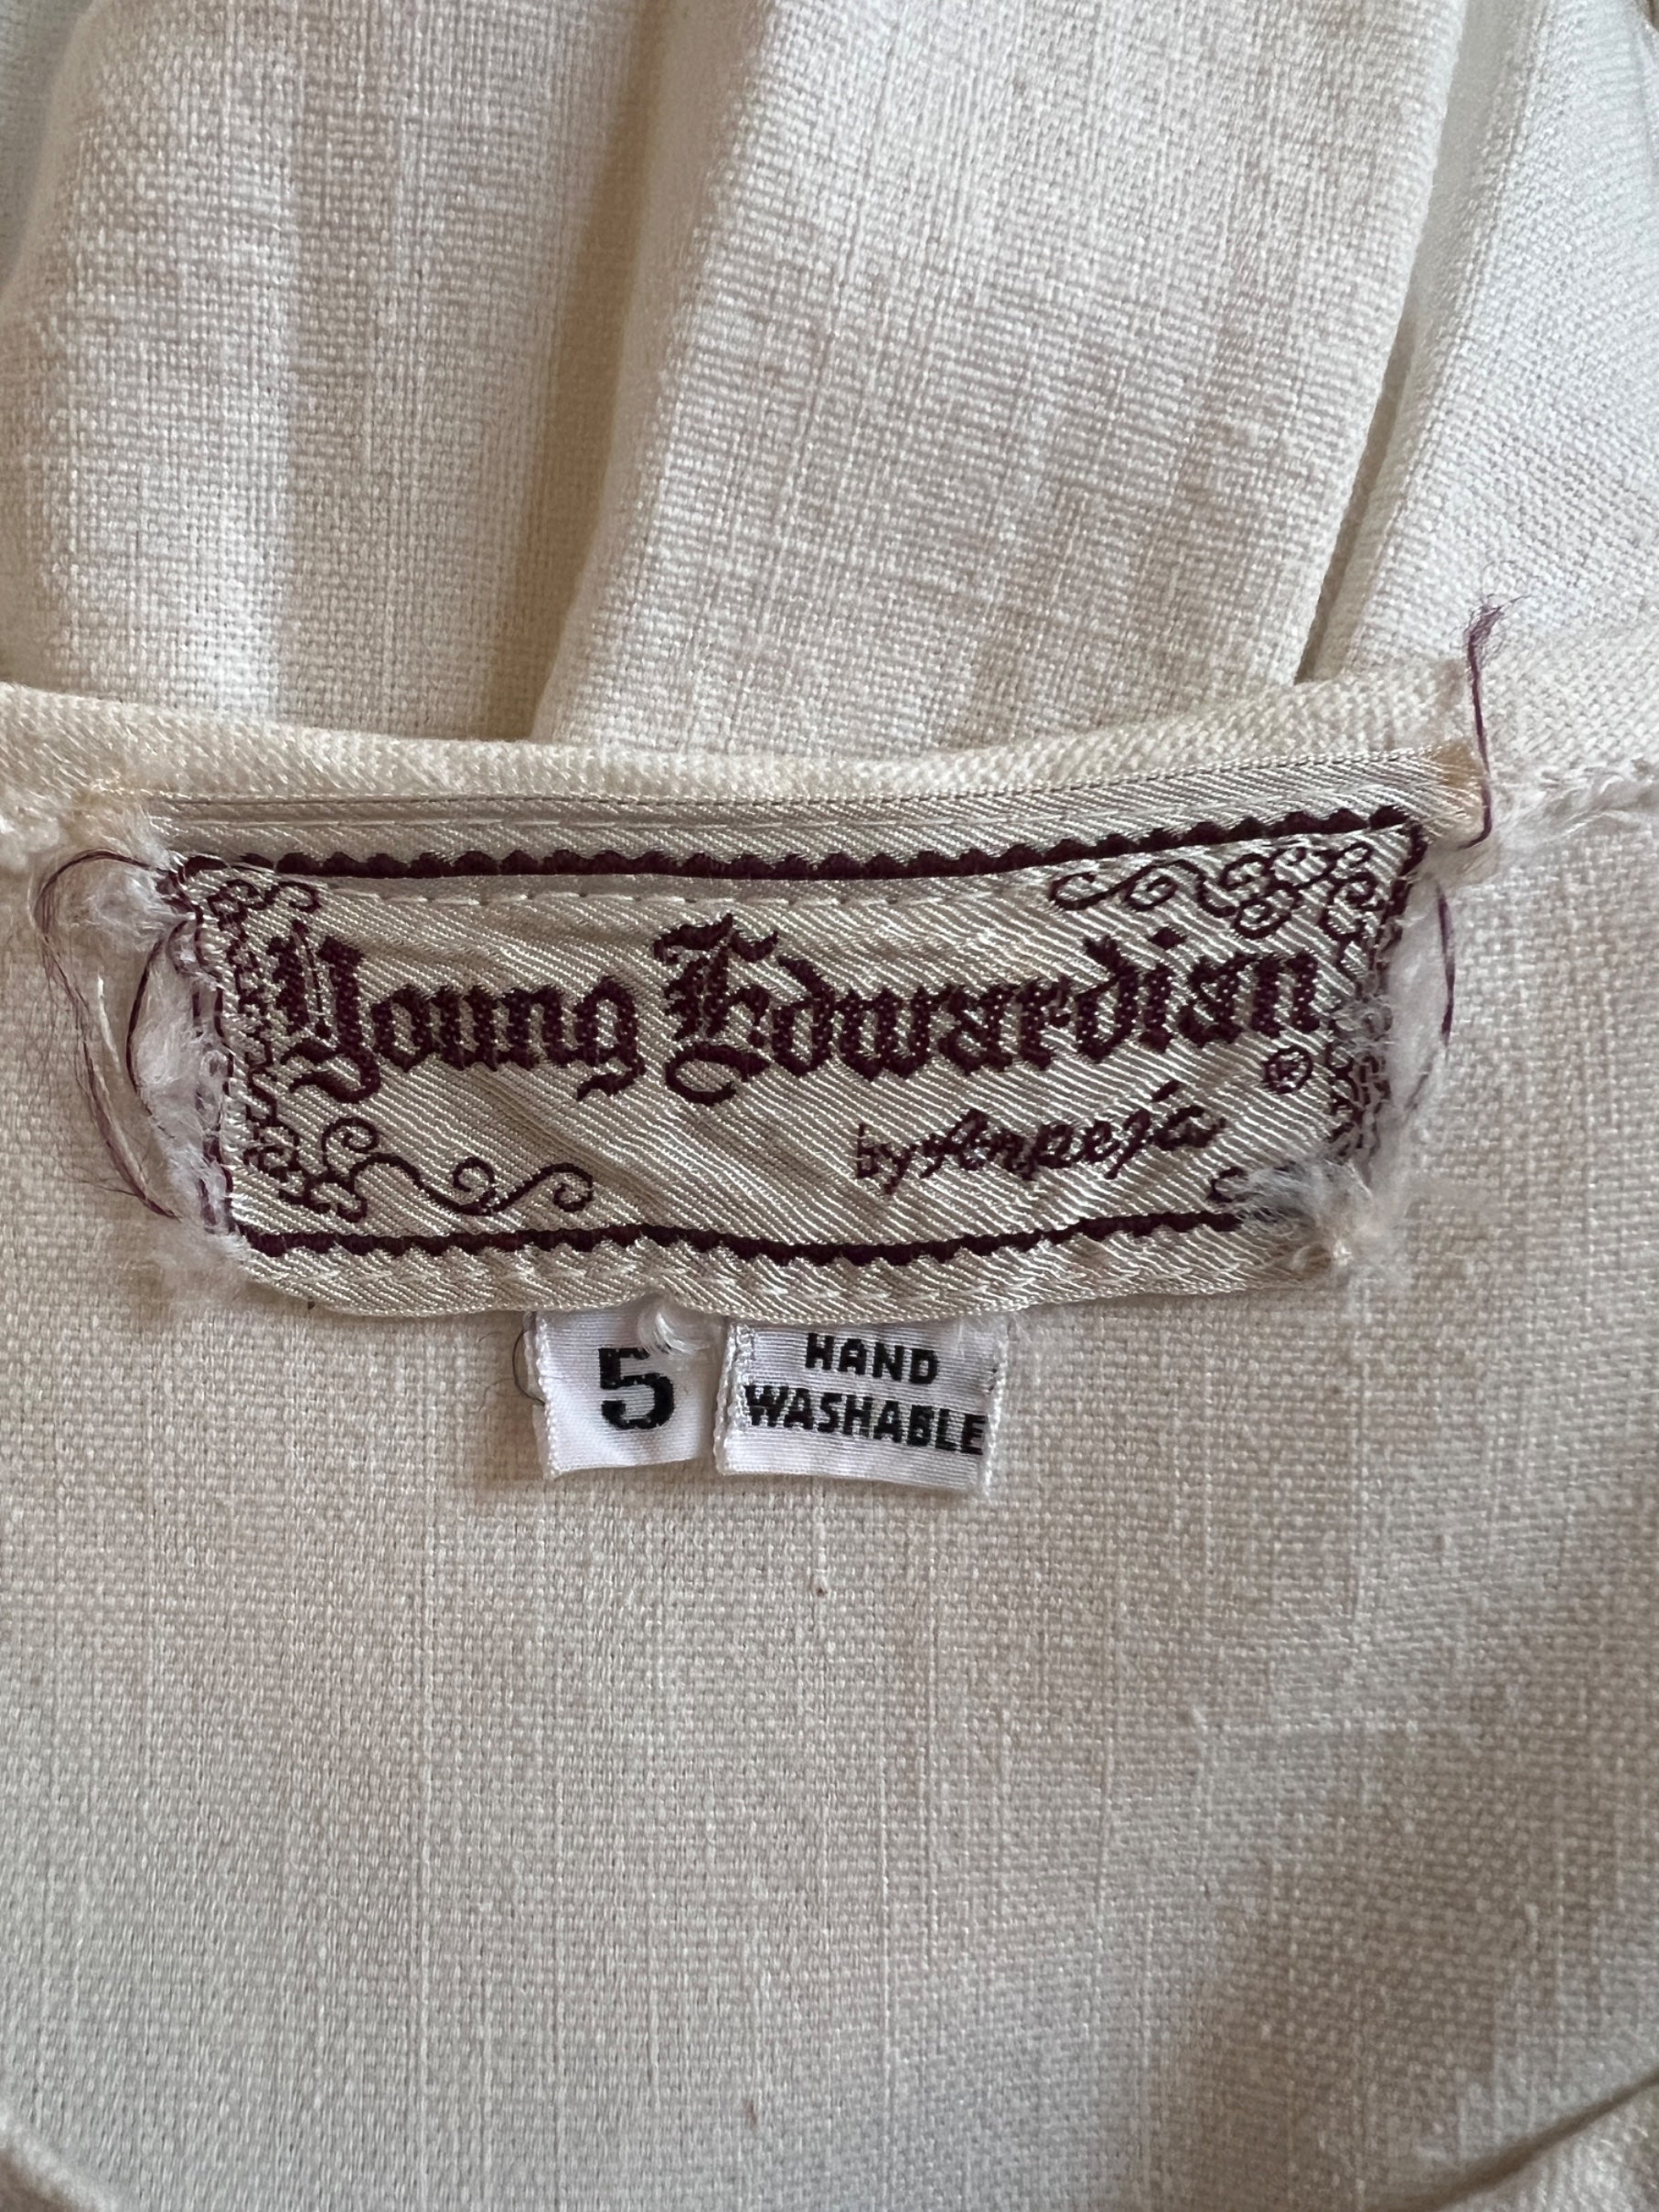 Young Edwardian
®
by Arpeja
5
HAND
WASHABLE